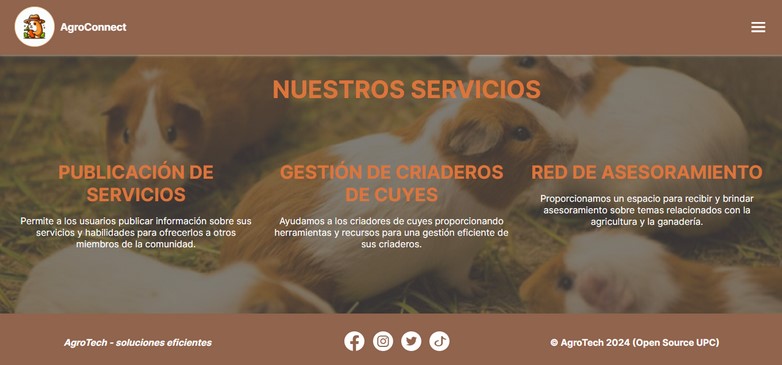 AgroConnect
NUESTROS SERVICIOS
PUBLICACIÓN DE
SERVICIOS
Permite a los usuarios publicar información sobre sus
servicios y habilidades para ofrecerlos a otros
miembros de la comunidad.
GESTIÓN DE CRIADEROS
DE CUYES
Ayudamos a los criadores de cuyes proporcionando
herramientas y recursos para una gestión eficiente de
sus criaderos.
RED DE ASESORAMIENTO
Proporcionamos un espacio para recibir y brindar
asesoramiento sobre temas relacionados con la
agricultura y la ganadería.
AgroTech - soluciones eficientes
© AgroTech 2024 (Open Source UPC)